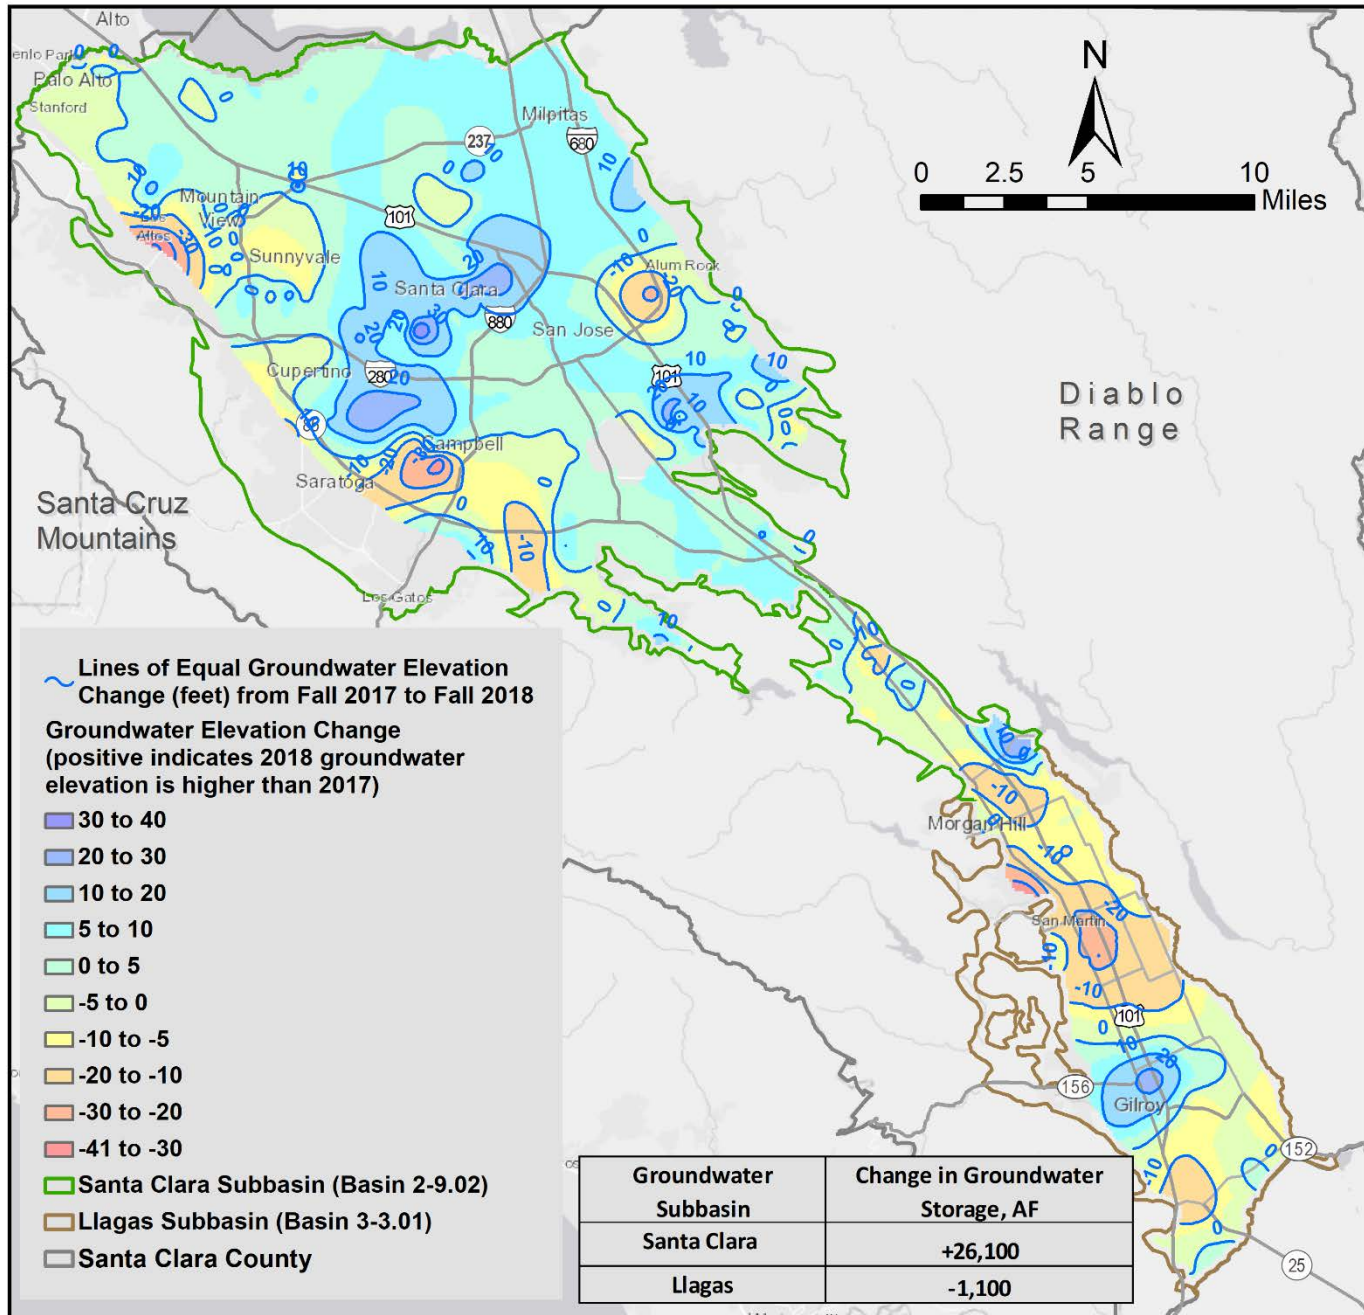 Alto
enlo Park
Palo Alto
Stanford
Milpitas
237
680
N
0 2.5 5 10
Miles
Mountain
View
Los
Altos
Sunnyvale
101
Alum Rock
Santa Clara
880
San Jose
Cupertino
280
101
Diablo
Range
Campbell
Saratoga
Santa Cruz
Mountains
Los Gatos
Lines of Equal Groundwater Elevation
Change (feet) from Fall 2017 to Fall 2018
Groundwater Elevation Change
(positive indicates 2018 groundwater
elevation is higher than 2017)
30 to 40
20 to 30
10 to 20
5 to 10
0 to 5
-5 to 0
-10 to -5
-20 to -10
-30 to -20
-41 to -30
Santa Clara Subbasin (Basin 2-9.02)
Llagas Subbasin (Basin 3-3.01)
Santa Clara County
Morgan Hill
San Martin
101
156
Gilroy
152
25
Groundwater Subbasin
Change in Groundwater Storage, AF
Santa Clara +26,100
Llagas -1,100